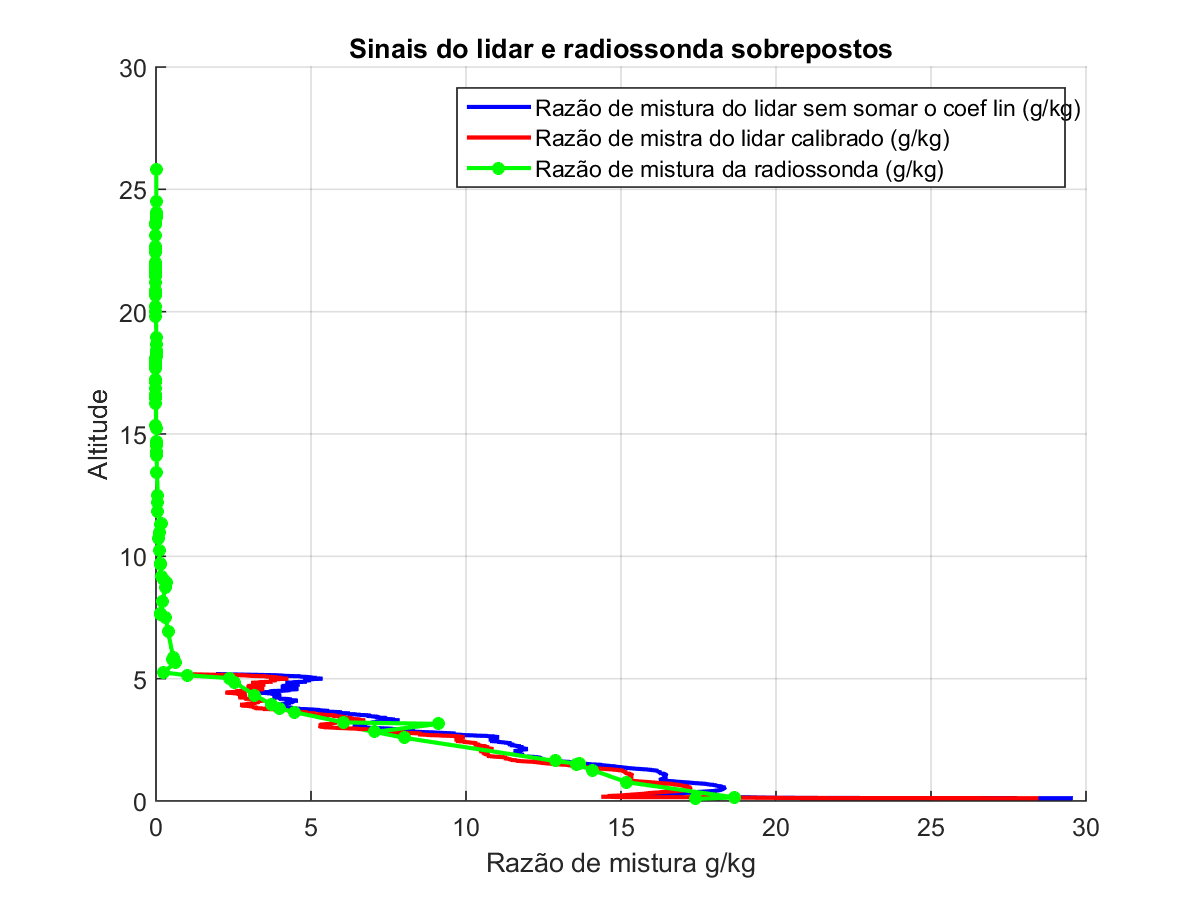 Sinais do lidar e radiossonda sobrepostos
30
Razão de mistura do lidar sem somar o coef lin (g/kg)
Razão de mistra do lidar calibrado (g/kg)
Razão de mistura da radiossonda (g/kg)
25
20
15
10
5
0
Altitude
0 5 10 15 20 25 30
Razão de mistura g/kg